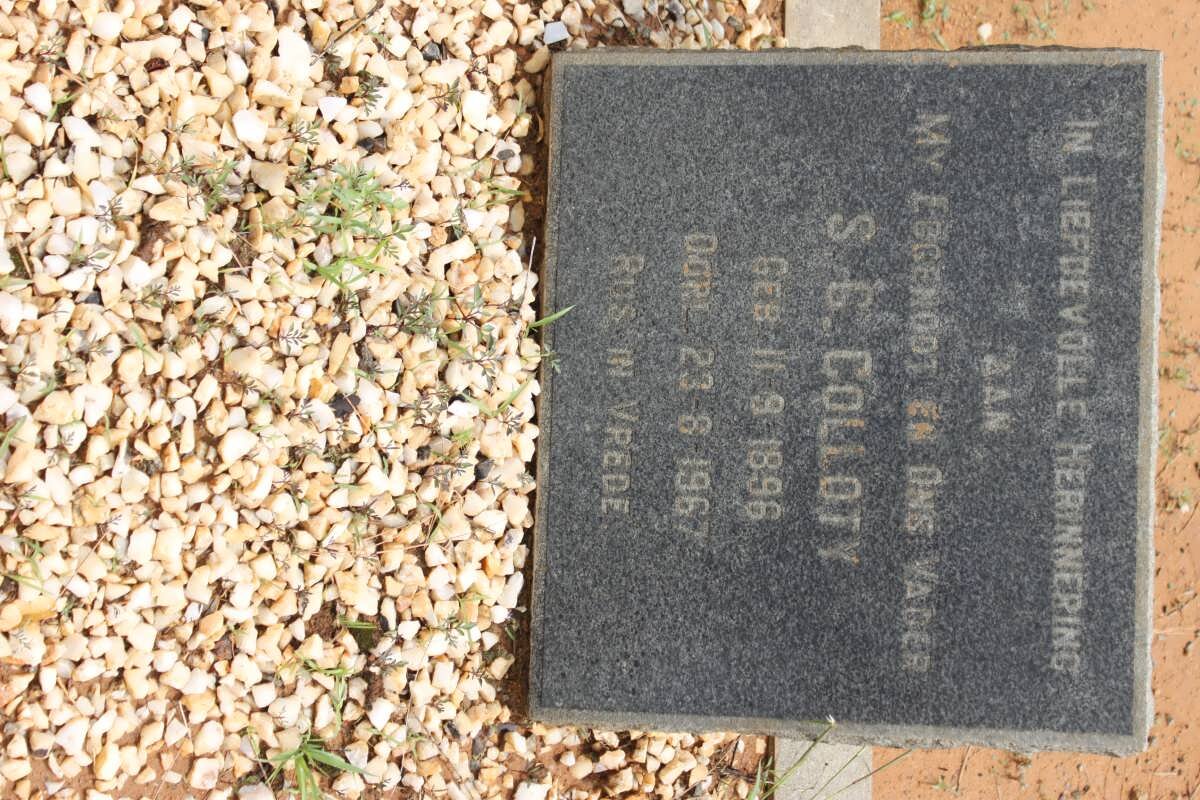 IN LIEFDEVOLLE HERINNERING
AAN
MY EGGENOOT EN ONS VADER
S. G. COLLOTY
GEB. 11-9-1896
OORL. 23-6-1967
RUS IN VREDE.